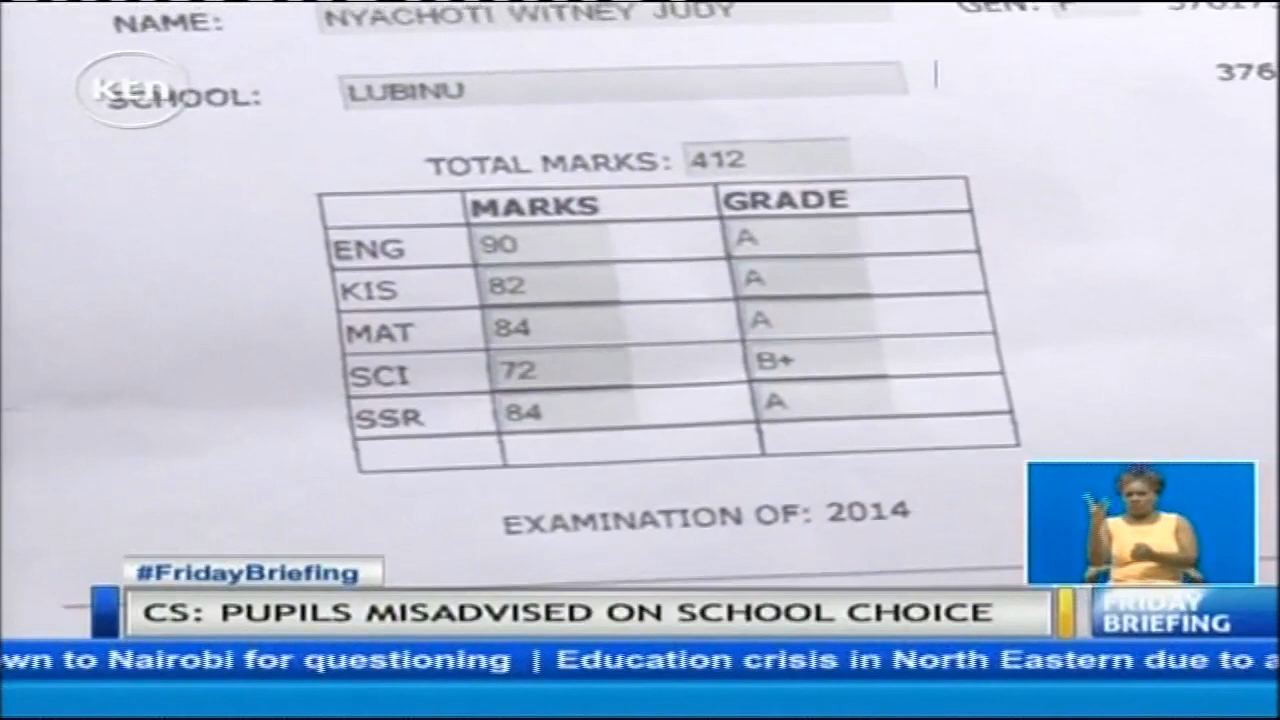 NAME: NYACHOTI WITNEY JUDY GEN: F
ktn
SCHOOL: LUBINU 376
TOTAL MARKS: 412
MARKS GRADE
ENG 90 A
KIS 82 A
MAT 84 A
SCI 72 B+
SSR 84 A
EXAMINATION OF: 2014
#FridayBriefing
CS: PUPILS MISADVISED ON SCHOOL CHOICE
FRIDAY
BRIEFING
wn to Nairobi for questioning | Education crisis in North Eastern due to a